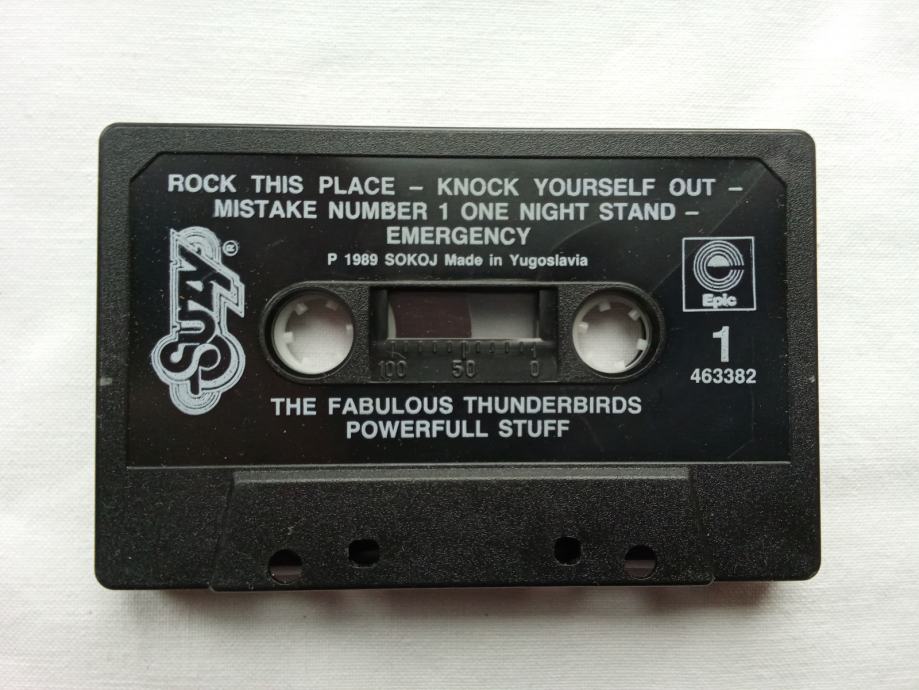 ROCK THIS PLACE – KNOCK YOURSELF OUT –
MISTAKE NUMBER 1 ONE NIGHT STAND –
EMERGENCY
P 1989 SOKOJ Made in Yugoslavia
SUZY®
Epic
1
463382
100 50 0
THE FABULOUS THUNDERBIRDS
POWERFULL STUFF